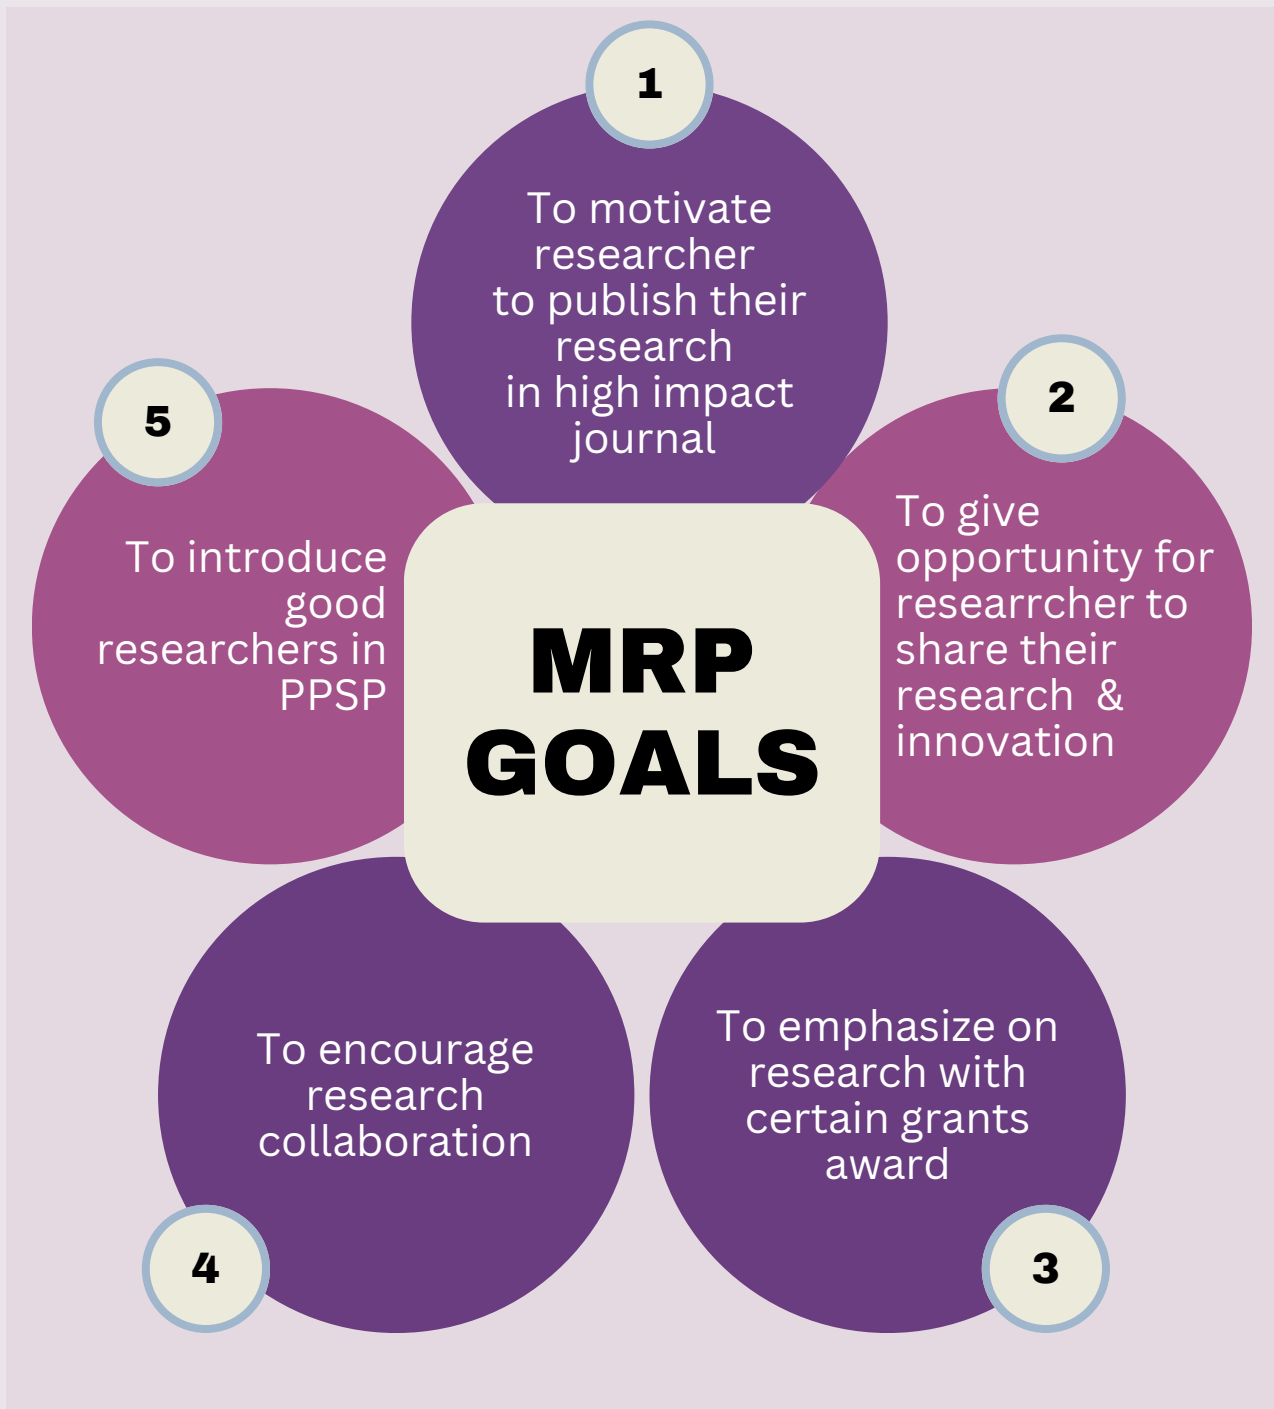 1
To motivate
researcher
to publish their
research
in high impact
journal
2
To give
opportunity for
researrcher to
share their
research  &
innovation
3
To emphasize on
research with
certain grants
award
4
To encourage
research
collaboration
5
To introduce
good
researchers in
PPSP
MRP
GOALS